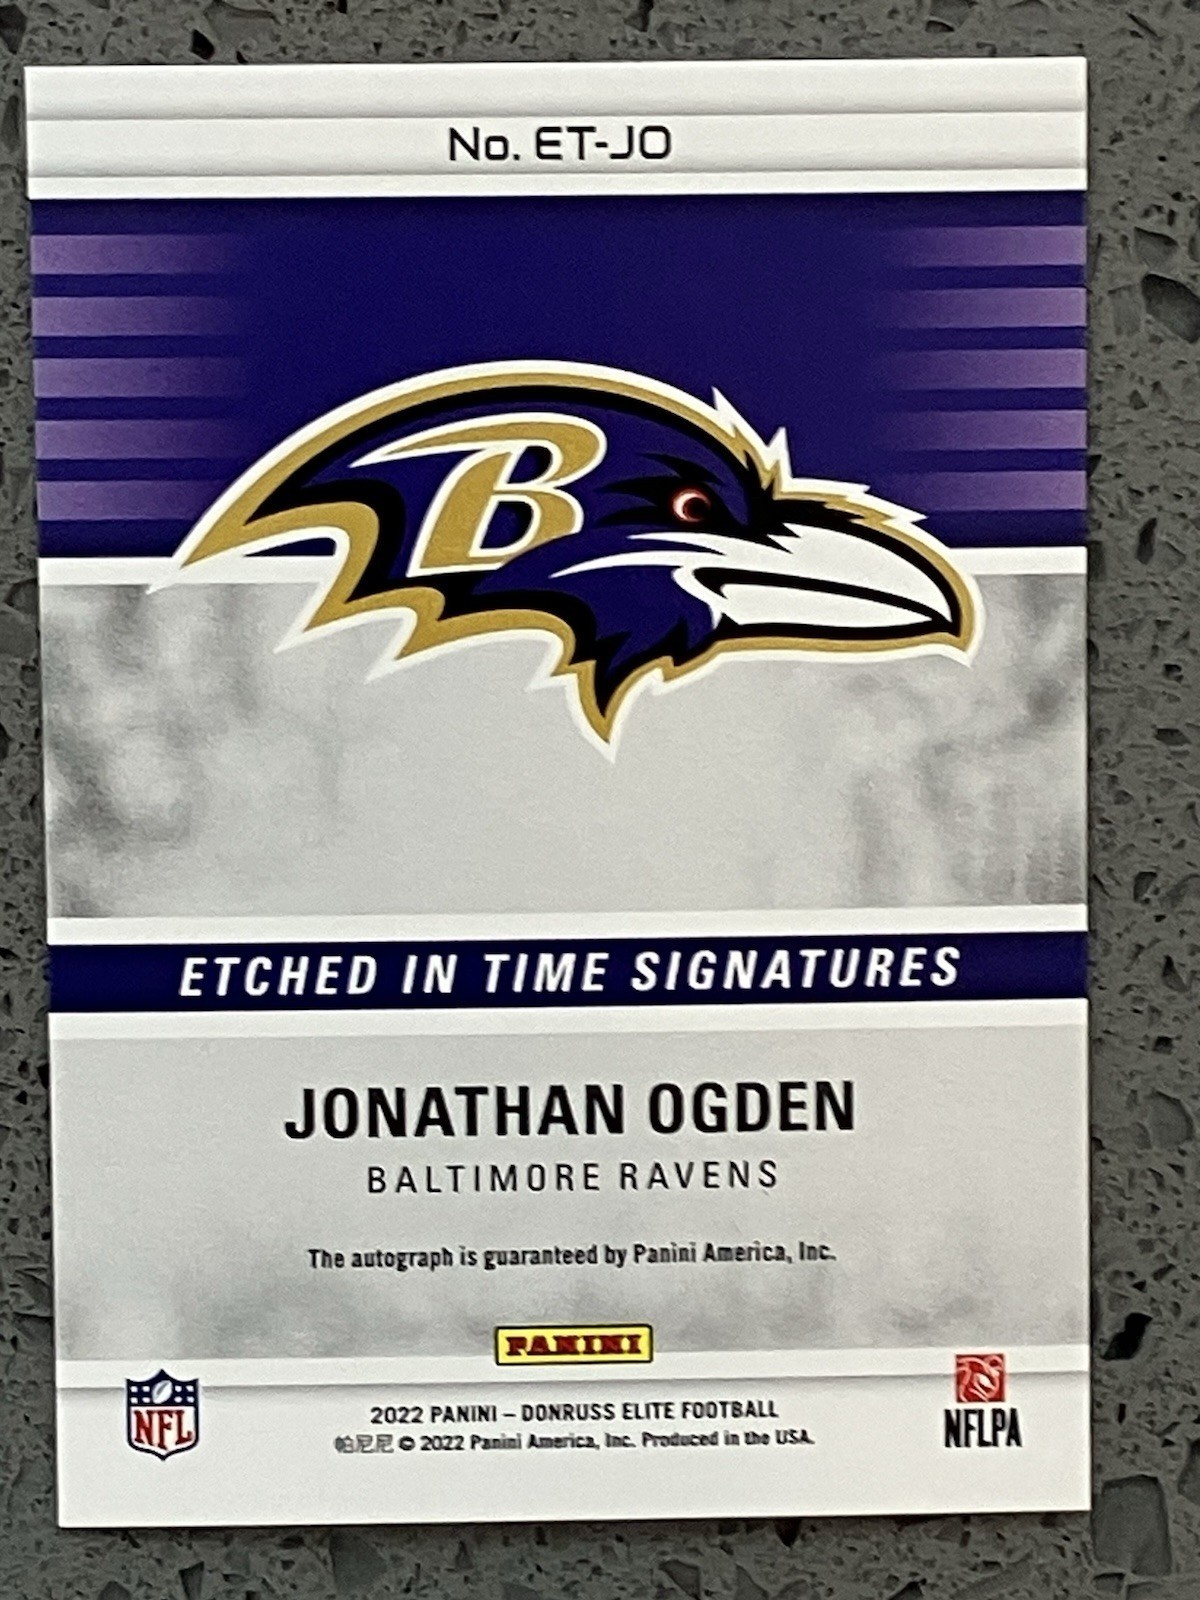 No. ET-JO
B
ETCHED IN TIME SIGNATURES
JONATHAN OGDEN
BALTIMORE RAVENS
The autograph is guaranteed by Panini America, Inc.
PANINI
NFL
2022 PANINI – DONRUSS ELITE FOOTBALL
帕尼尼 © 2022 Panini America, Inc. Produced in the USA.
NFLPA